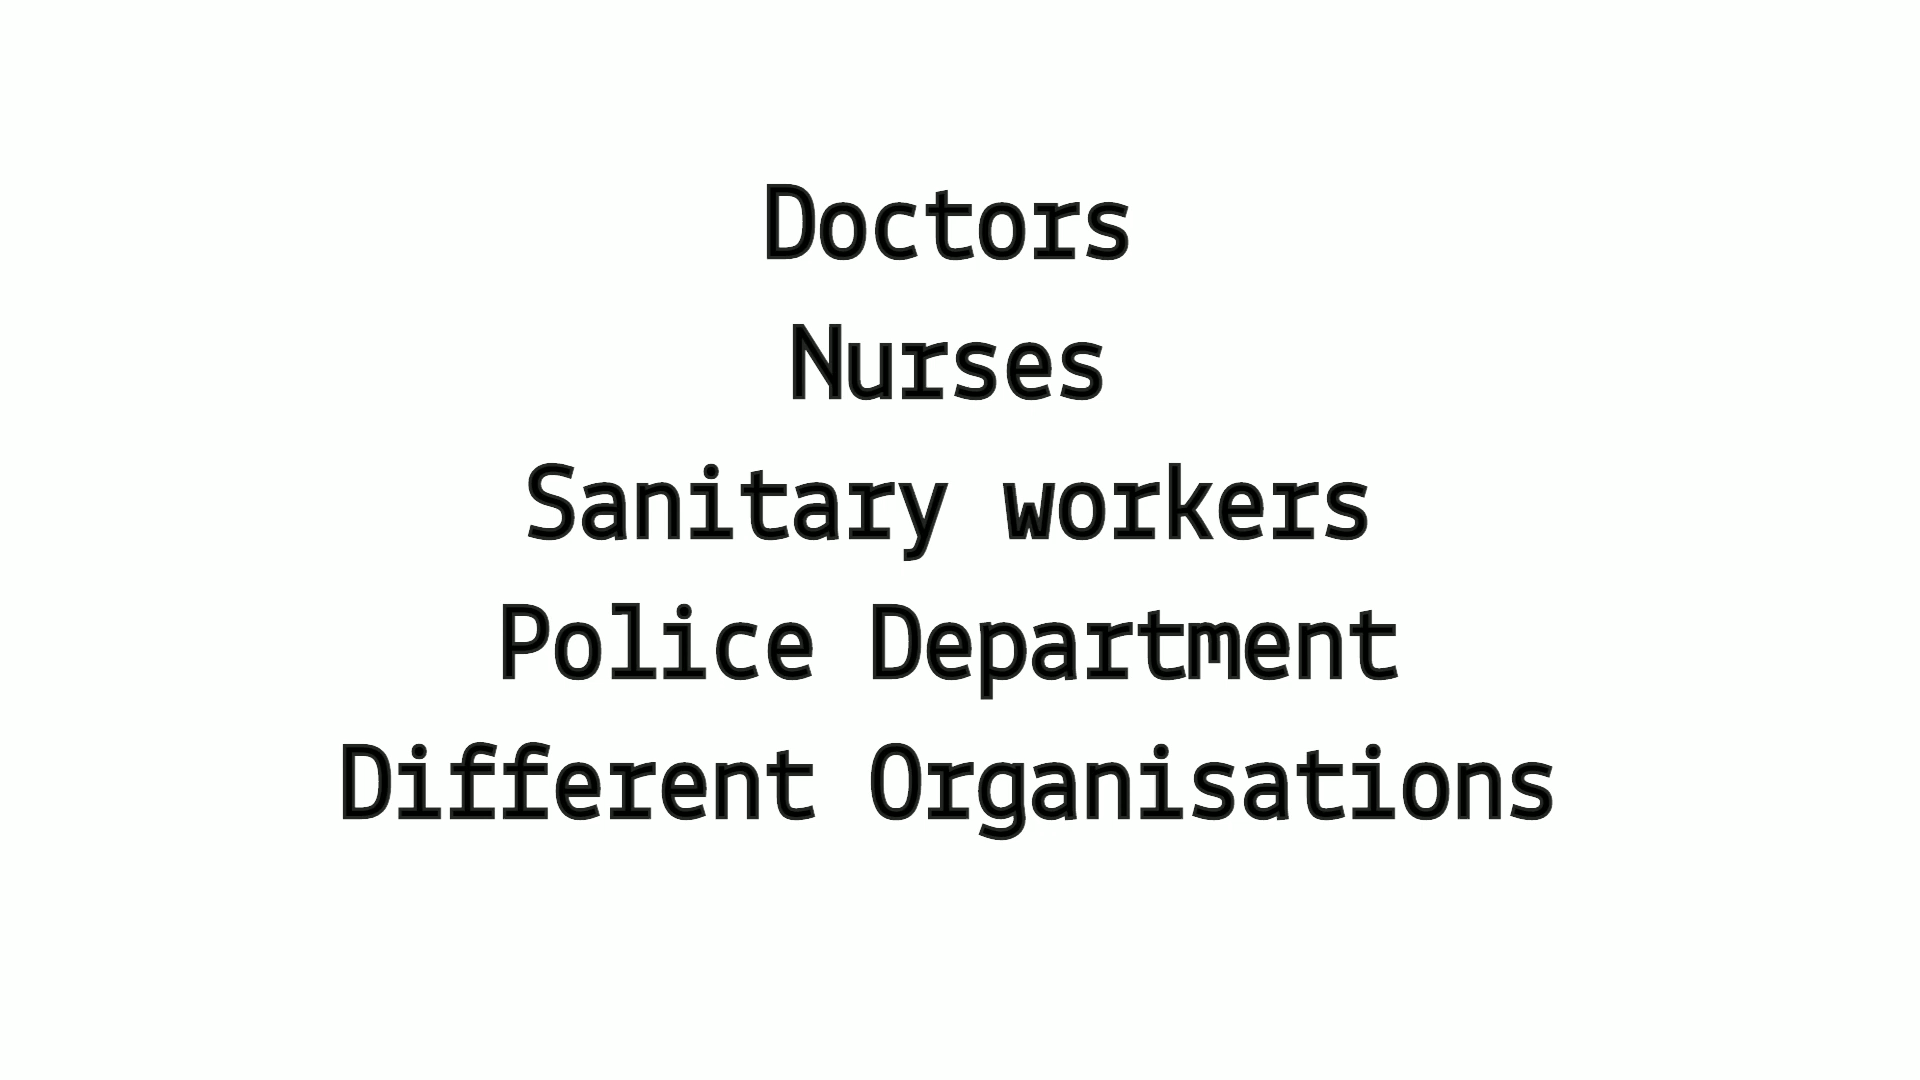 Doctors
Nurses
Sanitary workers
Police Department
Different Organisations